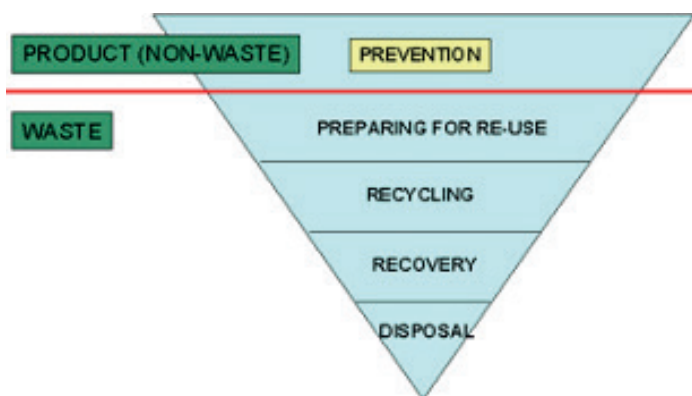 PRODUCT (NON-WASTE)
PREVENTION
WASTE
PREPARING FOR RE-USE
RECYCLING
RECOVERY
DISPOSAL